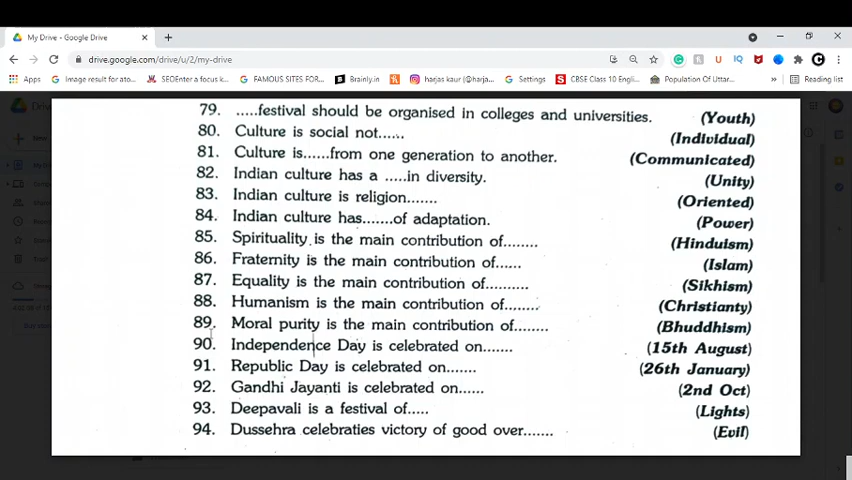 My Drive - Google Drive
drive.google.com/drive/u/2/my-drive
Apps Image result for ato... SEOEnter a focus k... FAMOUS SITES FOR... Brainly.in harjas kaur (@harja... Settings CBSE Class 10 Engli... Population Of Uttar... Reading list
79. .....festival should be organised in colleges and universities. (Youth)
80. Culture is social not...... (Individual)
81. Culture is......from one generation to another. (Communicated)
82. Indian culture has a .....in diversity. (Unity)
83. Indian culture is religion....... (Oriented)
84. Indian culture has.......of adaptation. (Power)
85. Spirituality is the main contribution of........ (Hinduism)
86. Fraternity is the main contribution of...... (Islam)
87. Equality is the main contribution of.......... (Sikhism)
88. Humanism is the main contribution of........ (Christianty)
89. Moral purity is the main contribution of........ (Bhuddhism)
90. Independence Day is celebrated on....... (15th August)
91. Republic Day is celebrated on....... (26th January)
92. Gandhi Jayanti is celebrated on...... (2nd Oct)
93. Deepavali is a festival of..... (Lights)
94. Dussehra celebraties victory of good over....... (Evil)